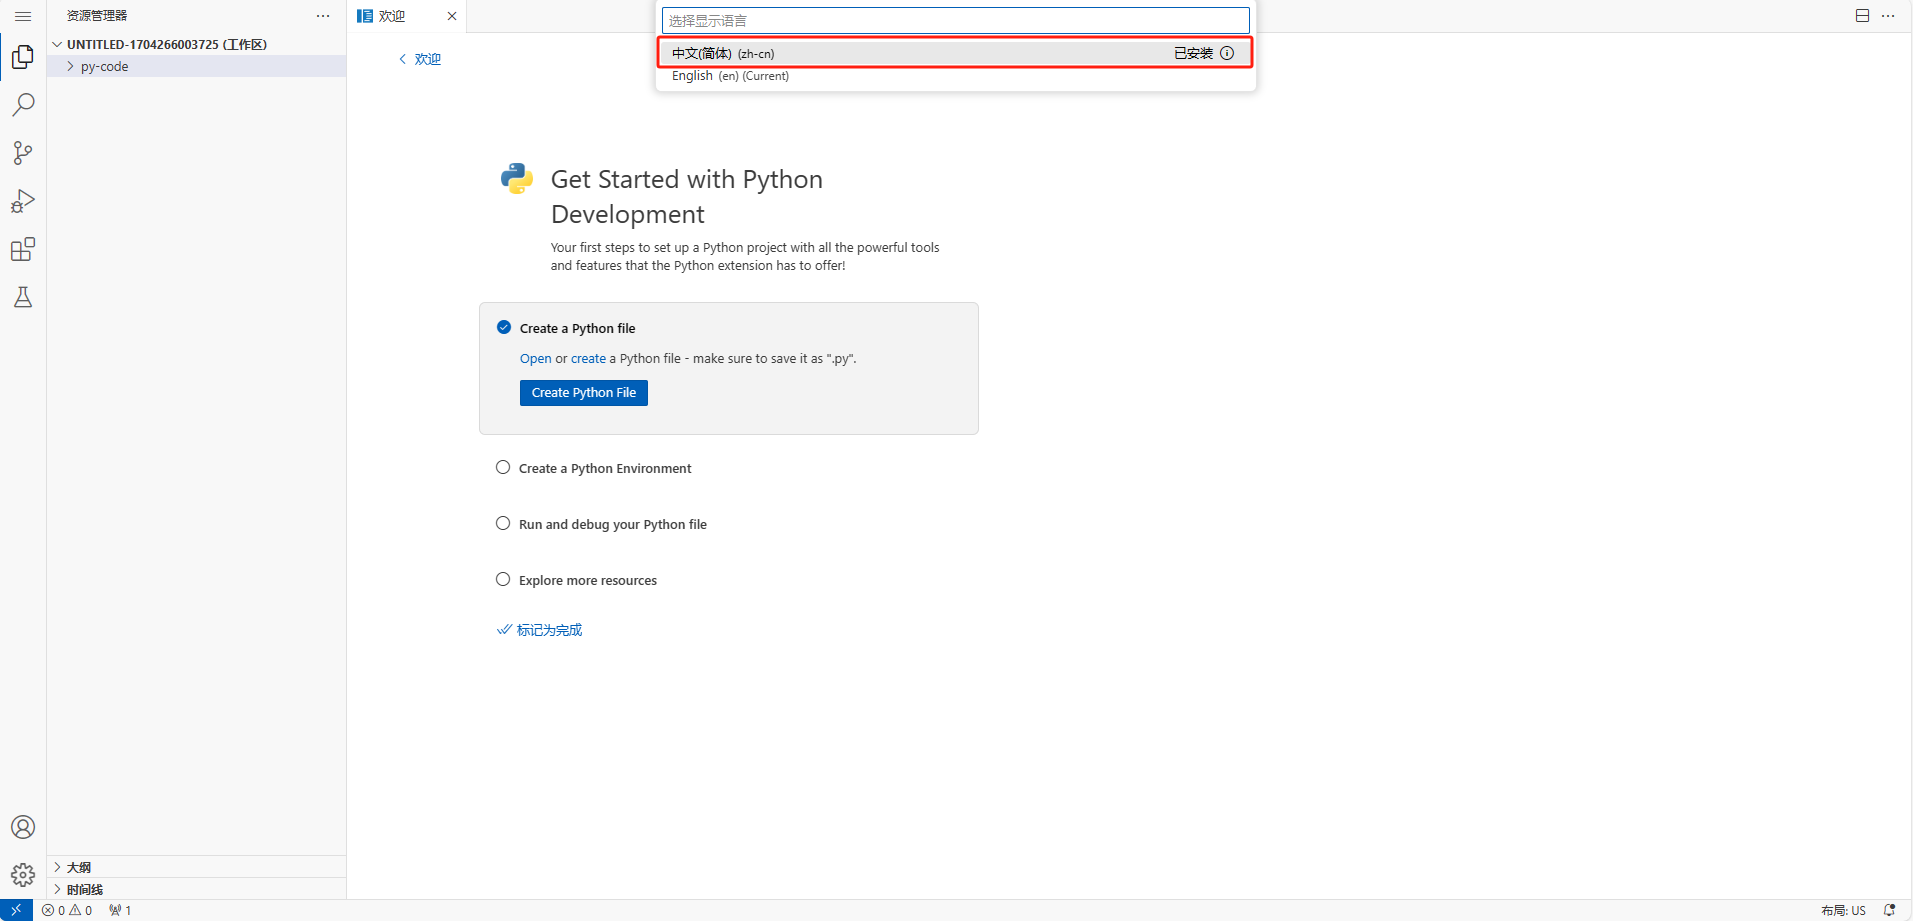 资源管理器
欢迎
选择显示语言
中文(简体) (zh-cn) 已安装
English (en) (Current)
UNTITLED-1704266003725 (工作区)
py-code
欢迎
Get Started with Python
Development
Your first steps to set up a Python project with all the powerful tools
and features that the Python extension has to offer!
Create a Python file
Open or create a Python file - make sure to save it as ".py".
Create Python File
Create a Python Environment
Run and debug your Python file
Explore more resources
标记为完成
大纲
时间线
0 0 1
布局: US